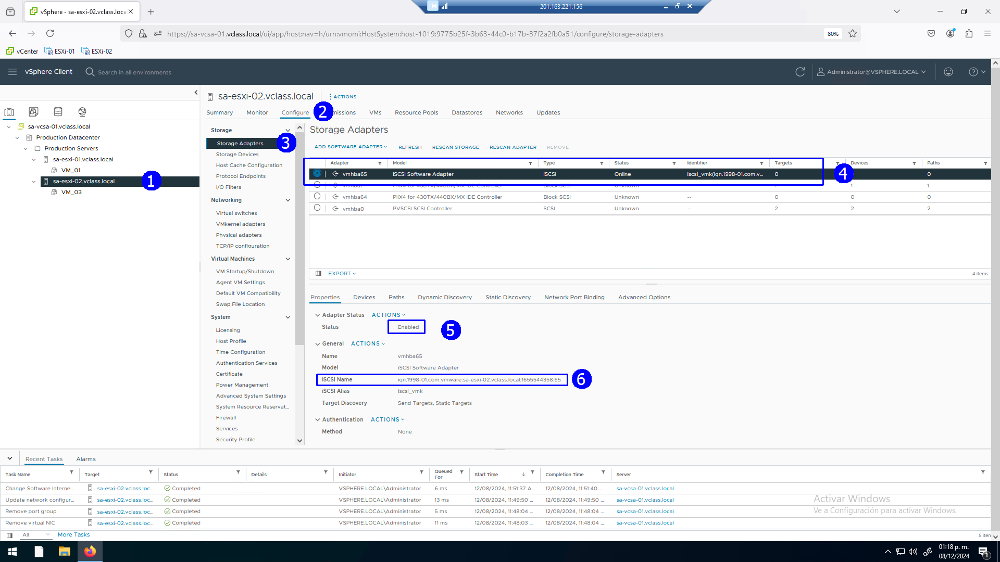 vSphere - sa-esxi-02.vclass.loca
201.163.221.156
https://sa-vcsa-01.vclass.local/ui/app/host;nav=h/urn:vmomi:HostSystem:host-1019:9775b25f-3b63-44c0-b17b-37f2a2fb0a51/configure/storage-adapters
80%
vCenter ESXi-01 ESXi-02
vSphere Client Search in all environments Administrator@VSPHERE.LOCAL
sa-esxi-02.vclass.local ACTIONS
Summary Monitor Configure 2 missions VMs Resource Pools Datastores Networks Updates
sa-vcsa-01.vclass.local
Production Datacenter
Production Servers
sa-esxi-01.vclass.local
VM_01
sa-esxi-02.vclass.local 1
VM_03
Storage
Storage Adapters 3
Storage Devices
Host Cache Configuration
Protocol Endpoints
I/O Filters
Networking
Virtual switches
VMkernel adapters
Physical adapters
TCP/IP configuration
Virtual Machines
VM Startup/Shutdown
Agent VM Settings
Default VM Compatibility
Swap File Location
System
Licensing
Host Profile
Time Configuration
Authentication Services
Certificate
Power Management
Advanced System Settings
System Resource Reservat...
Firewall
Services
Security Profile
Storage Adapters
ADD SOFTWARE ADAPTER REFRESH RESCAN STORAGE RESCAN ADAPTER REMOVE
Adapter Model Type Status Identifier Targets Devices Paths
vmhba65 iSCSI Software Adapter iSCSI Online iscsi_vmk(iqn.1998-01.com.v... 0 4 0
vmhba1 PIIX4 for 430TX/440BX/MX IDE Controller Block SCSI Unknown -- 1 1 1
vmhba64 PIIX4 for 430TX/440BX/MX IDE Controller Block SCSI Unknown -- 0 0 0
vmhba0 PVSCSI SCSI Controller SCSI Unknown -- 2 2 2
EXPORT 4 items
Properties Devices Paths Dynamic Discovery Static Discovery Network Port Binding Advanced Options
Adapter Status ACTIONS
Status Enabled 5
General ACTIONS
Name vmhba65
Model iSCSI Software Adapter
iSCSI Name iqn.1998-01.com.vmware:sa-esxi-02.vclass.local:1655544358:65 6
iSCSI Alias iscsi_vmk
Target Discovery Send Targets, Static Targets
Authentication ACTIONS
Method None
Recent Tasks Alarms
Task Name Target Status Details Initiator Queued For Start Time Completion Time Server
Change Software Interne... sa-esxi-02.vclass.loc... Completed VSPHERE.LOCAL\Administrator 6 ms 12/08/2024, 11:51:37 A... 12/08/2024, 11:51:40 ... sa-vcsa-01.vclass.local
Update network configur... sa-esxi-02.vclass.loc... Completed VSPHERE.LOCAL\Administrator 13 ms 12/08/2024, 11:49:50 ... 12/08/2024, 11:49:50 ... sa-vcsa-01.vclass.local
Remove port group sa-esxi-02.vclass.loc... Completed VSPHERE.LOCAL\Administrator 5 ms 12/08/2024, 11:48:04 ... 12/08/2024, 11:48:04 ... sa-vcsa-01.vclass.local
Remove virtual NIC sa-esxi-02.vclass.loc... Completed VSPHERE.LOCAL\Administrator 11 ms 12/08/2024, 11:48:03 ... 12/08/2024, 11:48:04 ... sa-vcsa-01.vclass.local
Activar Windows
Ve a Configuración para activar Windows.
All More Tasks 5 item
01:18 p. m.
08/12/2024
1